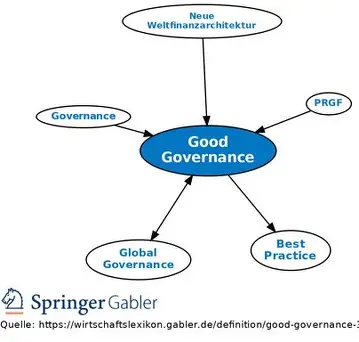 Neue
Weltfinanzarchitektur
PRGF
Governance
Good
Governance
Global
Governance
Best
Practice
Springer Gabler
Quelle: https://wirtschaftslexikon.gabler.de/definition/good-governance-3